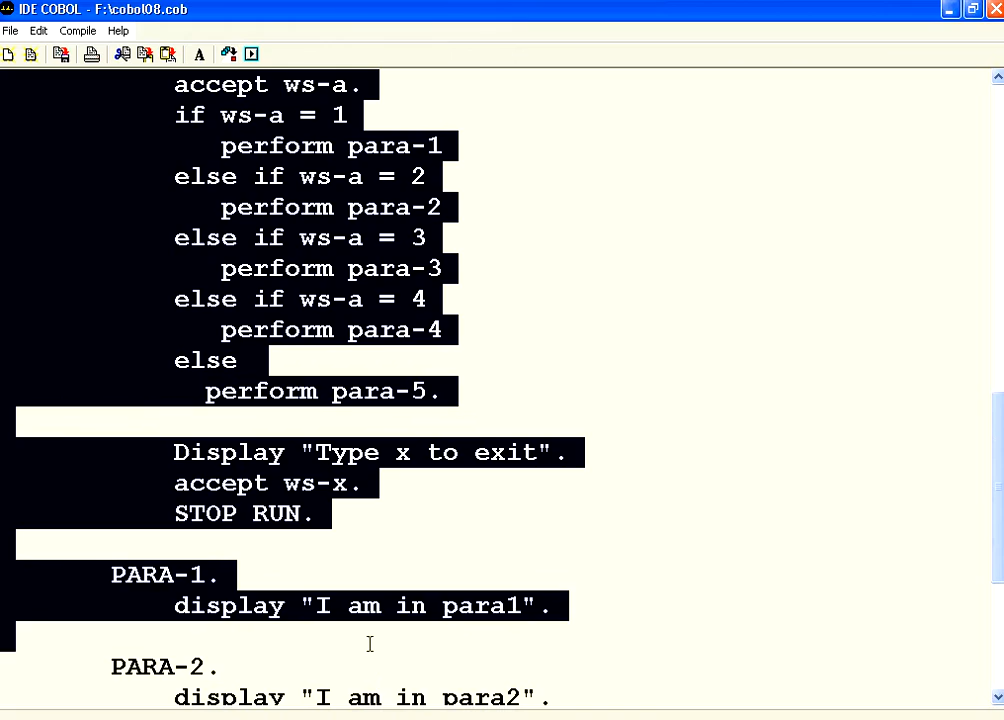 IDE COBOL - F:\cobol08.cob
File Edit Compile Help
A
accept ws-a.
if ws-a = 1
perform para-1
else if ws-a = 2
perform para-2
else if ws-a = 3
perform para-3
else if ws-a = 4
perform para-4
else
perform para-5.
Display "Type x to exit".
accept ws-x.
STOP RUN.
PARA-1.
display "I am in para1".
PARA-2.
display "I am in para2".